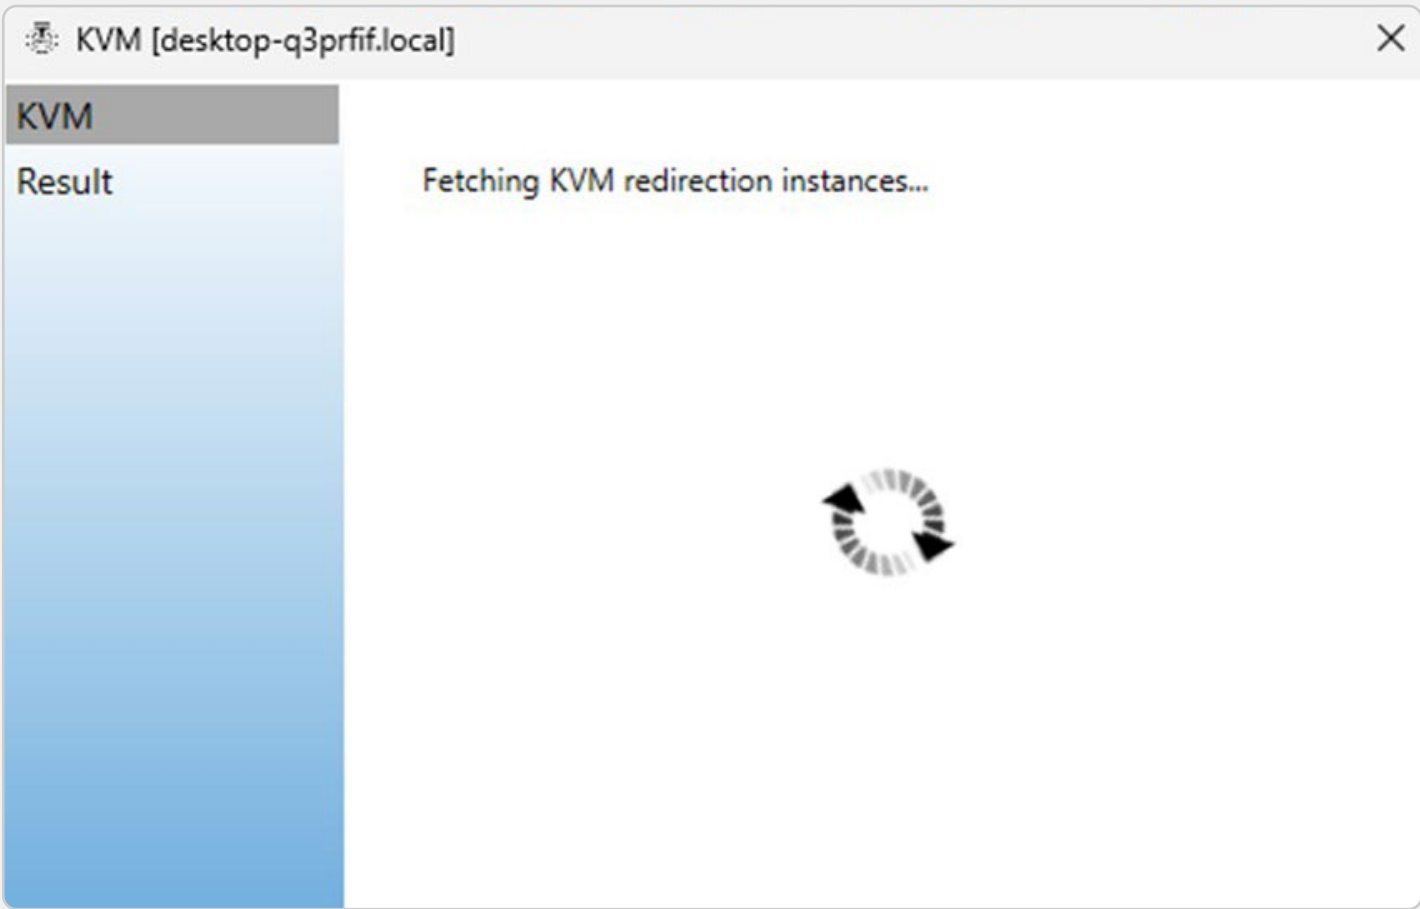 KVM [desktop-q3prfif.local]
KVM
Result
Fetching KVM redirection instances...